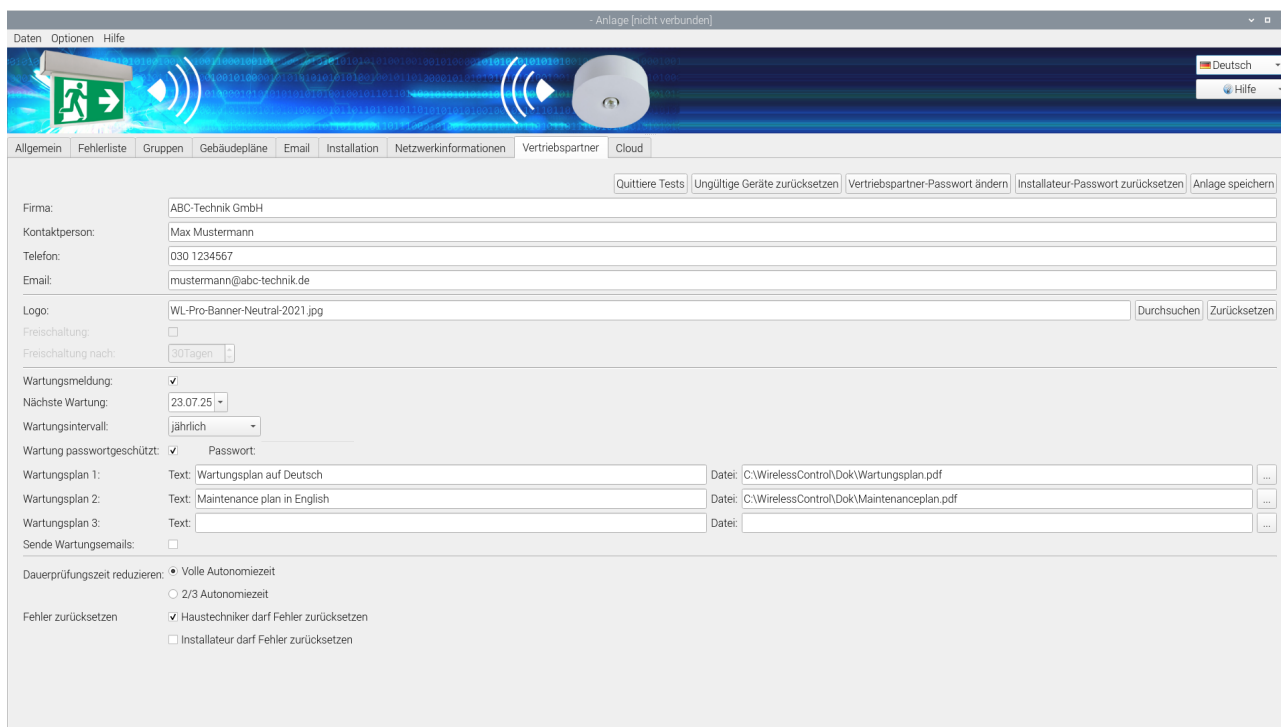 - Anlage [nicht verbunden]
Daten Optionen Hilfe
Deutsch
Hilfe
Allgemein Fehlerliste Gruppen Gebäudepläne Email Installation Netzwerkinformationen Vertriebspartner Cloud
Quittiere Tests Ungültige Geräte zurücksetzen Vertriebspartner-Passwort ändern Installateur-Passwort zurücksetzen Anlage speichern
Firma: ABC-Technik GmbH
Kontaktperson: Max Mustermann
Telefon: 030 1234567
Email: mustermann@abc-technik.de
Logo: WL-Pro-Banner-Neutral-2021.jpg Durchsuchen Zurücksetzen
Freischaltung:
Freischaltung nach: 30Tagen
Wartungsmeldung:
Nächste Wartung: 23.07.25
Wartungsintervall: jährlich
Wartung passwortgeschützt: Passwort:
Wartungsplan 1: Text: Wartungsplan auf Deutsch Datei: C:\WirelessControl\Dok\Wartungsplan.pdf ...
Wartungsplan 2: Text: Maintenance plan in English Datei: C:\WirelessControl\Dok\Maintenanceplan.pdf ...
Wartungsplan 3: Text: Datei: ...
Sende Wartungsemails:
Dauerprüfungszeit reduzieren: Volle Autonomiezeit
2/3 Autonomiezeit
Fehler zurücksetzen Haustechniker darf Fehler zurücksetzen
Installateur darf Fehler zurücksetzen